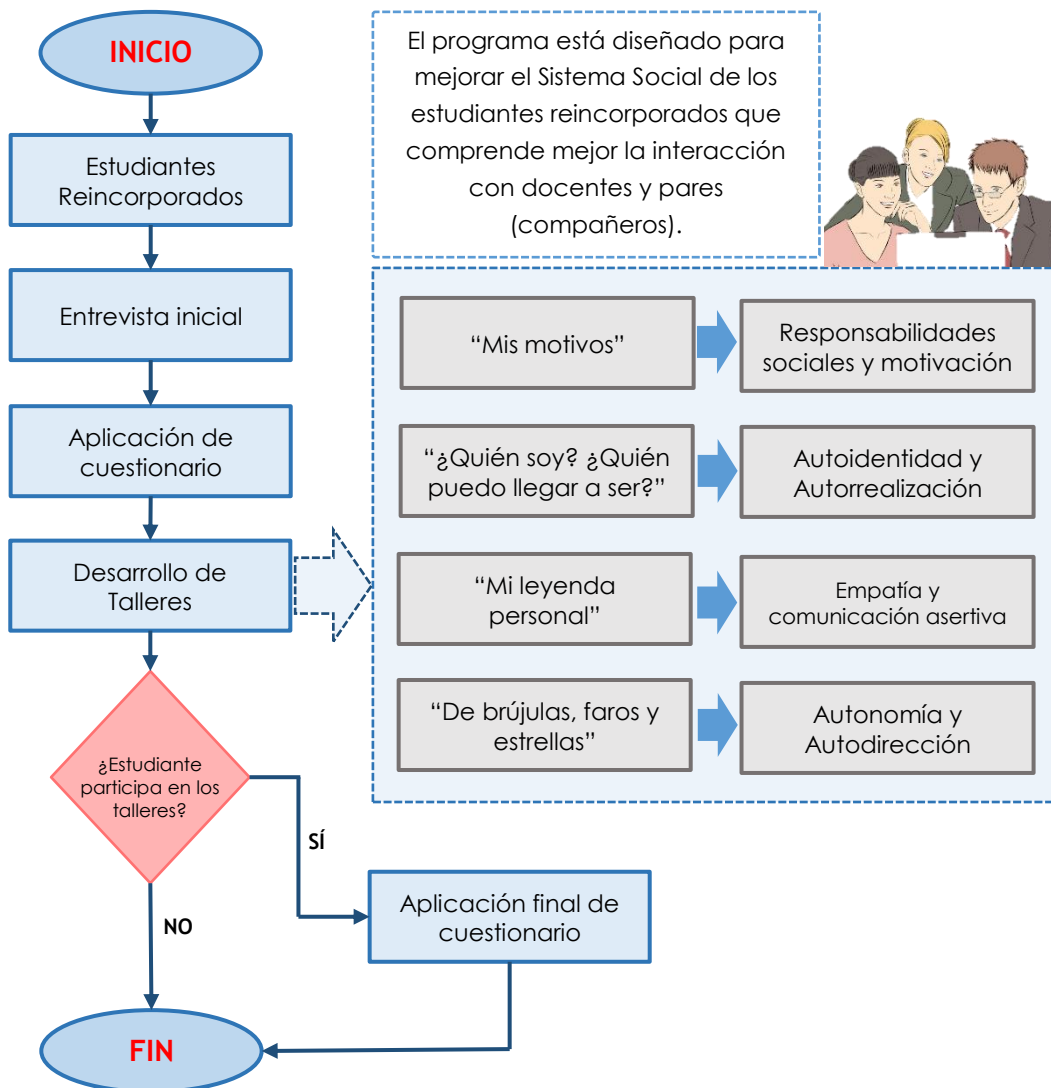 INICIO
Estudiantes
Reincorporados
Entrevista inicial
Aplicación de
cuestionario
Desarrollo de
Talleres
¿Estudiante
participa en los
talleres?
SÍ
NO
Aplicación final de
cuestionario
FIN
El programa está diseñado para
mejorar el Sistema Social de los
estudiantes reincorporados que
comprende mejor la interacción
con docentes y pares
(compañeros).
“Mis motivos”
Responsabilidades
sociales y motivación
“¿Quién soy? ¿Quién
puedo llegar a ser?”
Autoidentidad y
Autorrealización
“Mi leyenda
personal”
Empatía y
comunicación asertiva
“De brújulas, faros y
estrellas”
Autonomía y
Autodirección